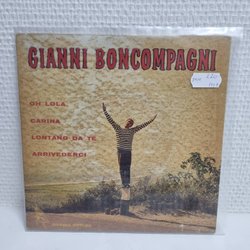 GIANNI BONCOMPAGNI
OH LOLA
CARINA
LONTANO DA TE
ARRIVEDERCI